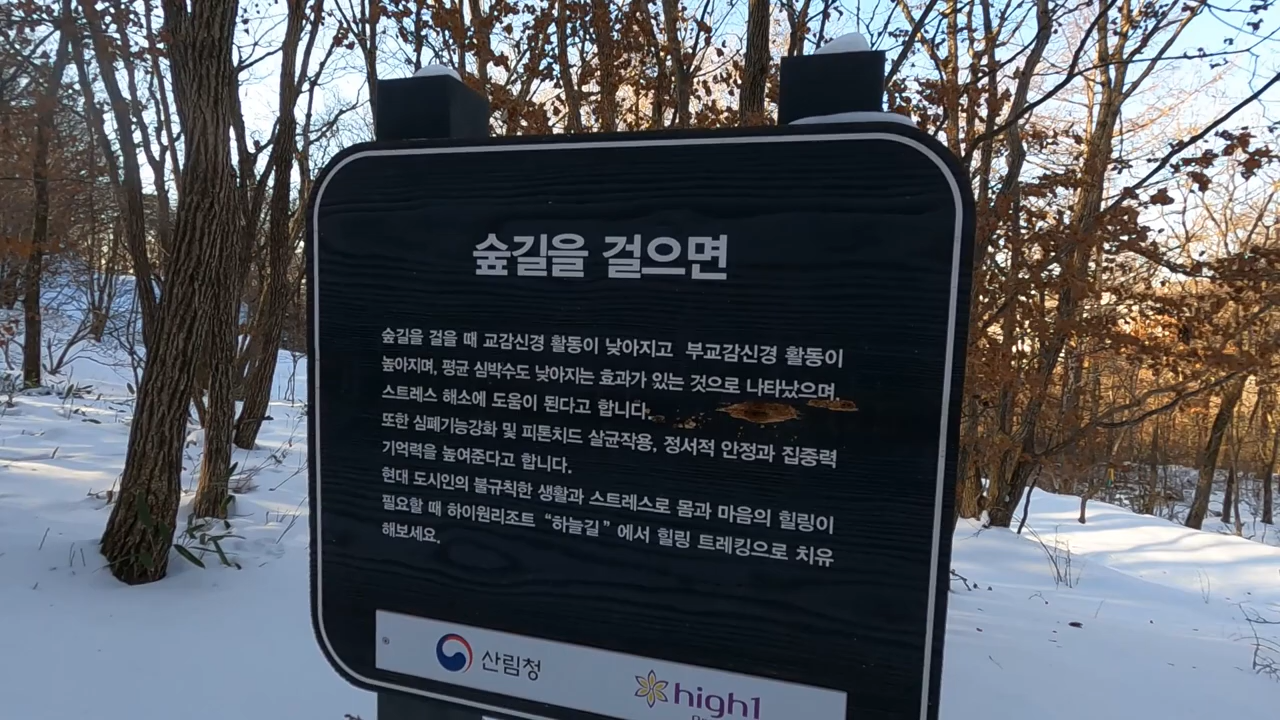 숲길을 걸으면
숲길을 걸을 때 교감신경 활동이 낮아지고 부교감신경 활동이
높아지며, 평균 심박수도 낮아지는 효과가 있는 것으로 나타났으며,
스트레스 해소에 도움이 된다고 합니다.
또한 심폐기능강화 및 피톤치드 살균작용, 정서적 안정과 집중력
기억력을 높여준다고 합니다.
현대 도시인의 불규칙한 생활과 스트레스로 몸과 마음의 힐링이
필요할 때 하이원리조트 “하늘길”에서 힐링 트레킹으로 치유
해보세요.
산림청
high1